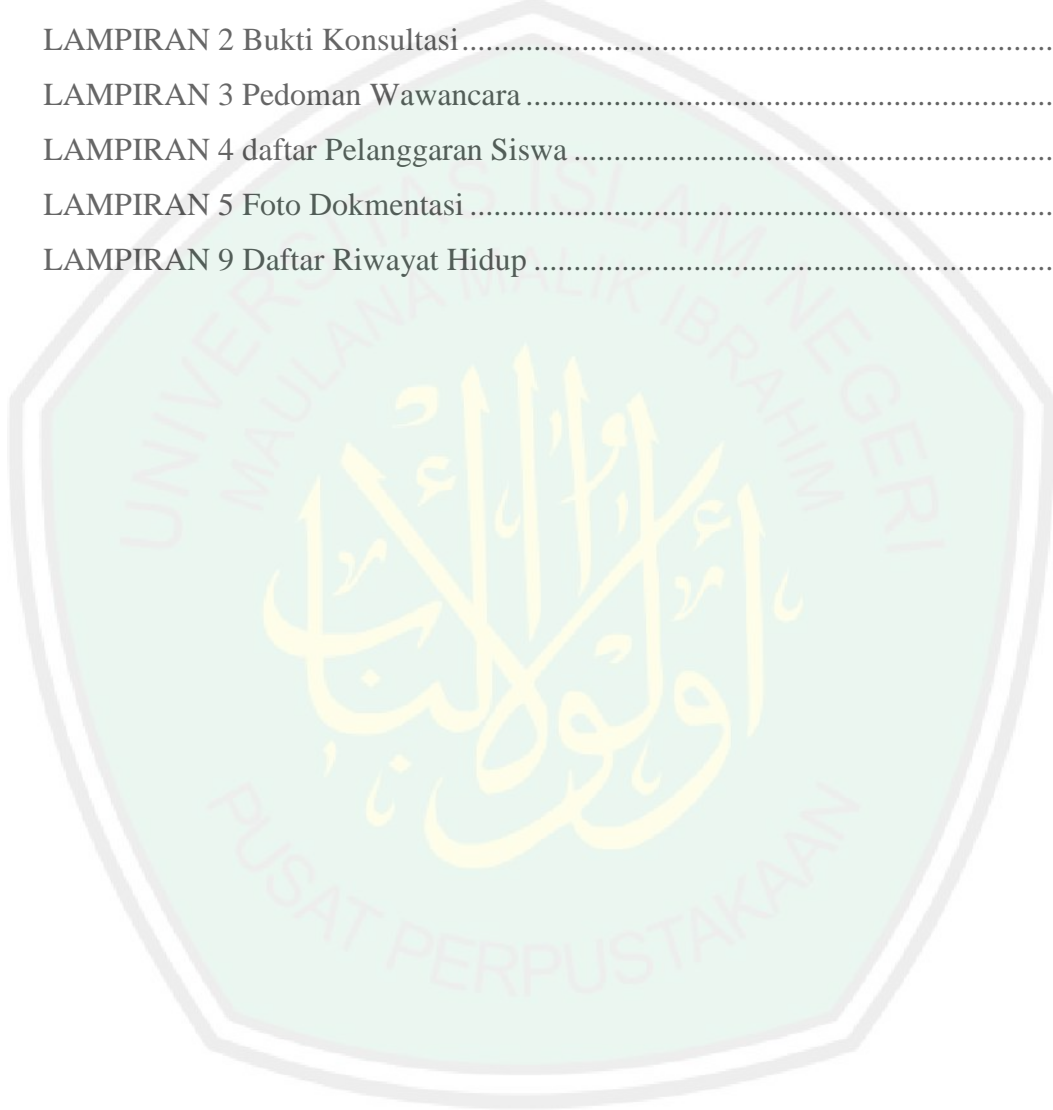 LAMPIRAN 2 Bukti Konsultasi..........................................................................
LAMPIRAN 3 Pedoman Wawancara ..................................................................
LAMPIRAN 4 daftar Pelanggaran Siswa ............................................................
LAMPIRAN 5 Foto Dokmentasi .........................................................................
LAMPIRAN 9 Daftar Riwayat Hidup .................................................................
UNIVERSITAS ISLAM NEGERI
MAULANA MALIK IBRAHIM
أولوا الألباب
PUSAT PERPUSTAKAAN